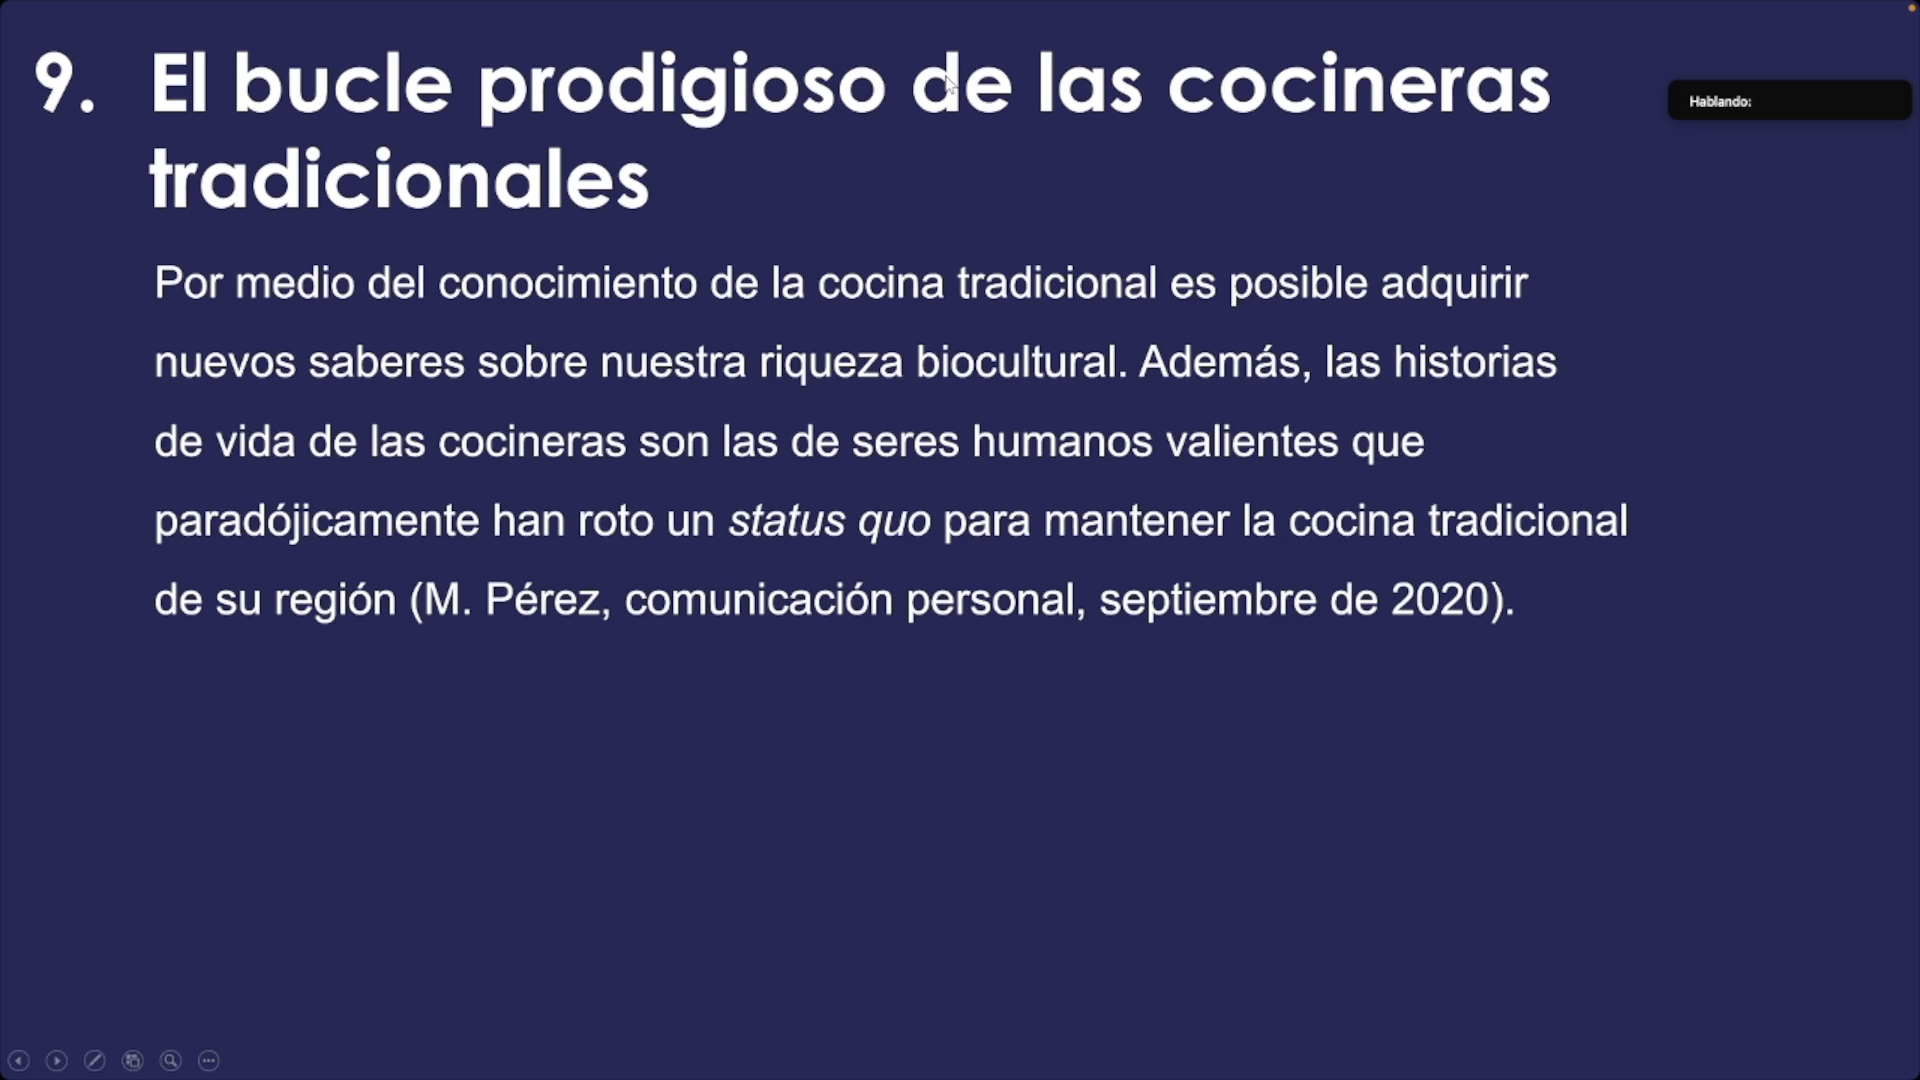 9. El bucle prodigioso de las cocineras
tradicionales
Hablando:
Por medio del conocimiento de la cocina tradicional es posible adquirir
nuevos saberes sobre nuestra riqueza biocultural. Además, las historias
de vida de las cocineras son las de seres humanos valientes que
paradójicamente han roto un status quo para mantener la cocina tradicional
de su región (M. Pérez, comunicación personal, septiembre de 2020).